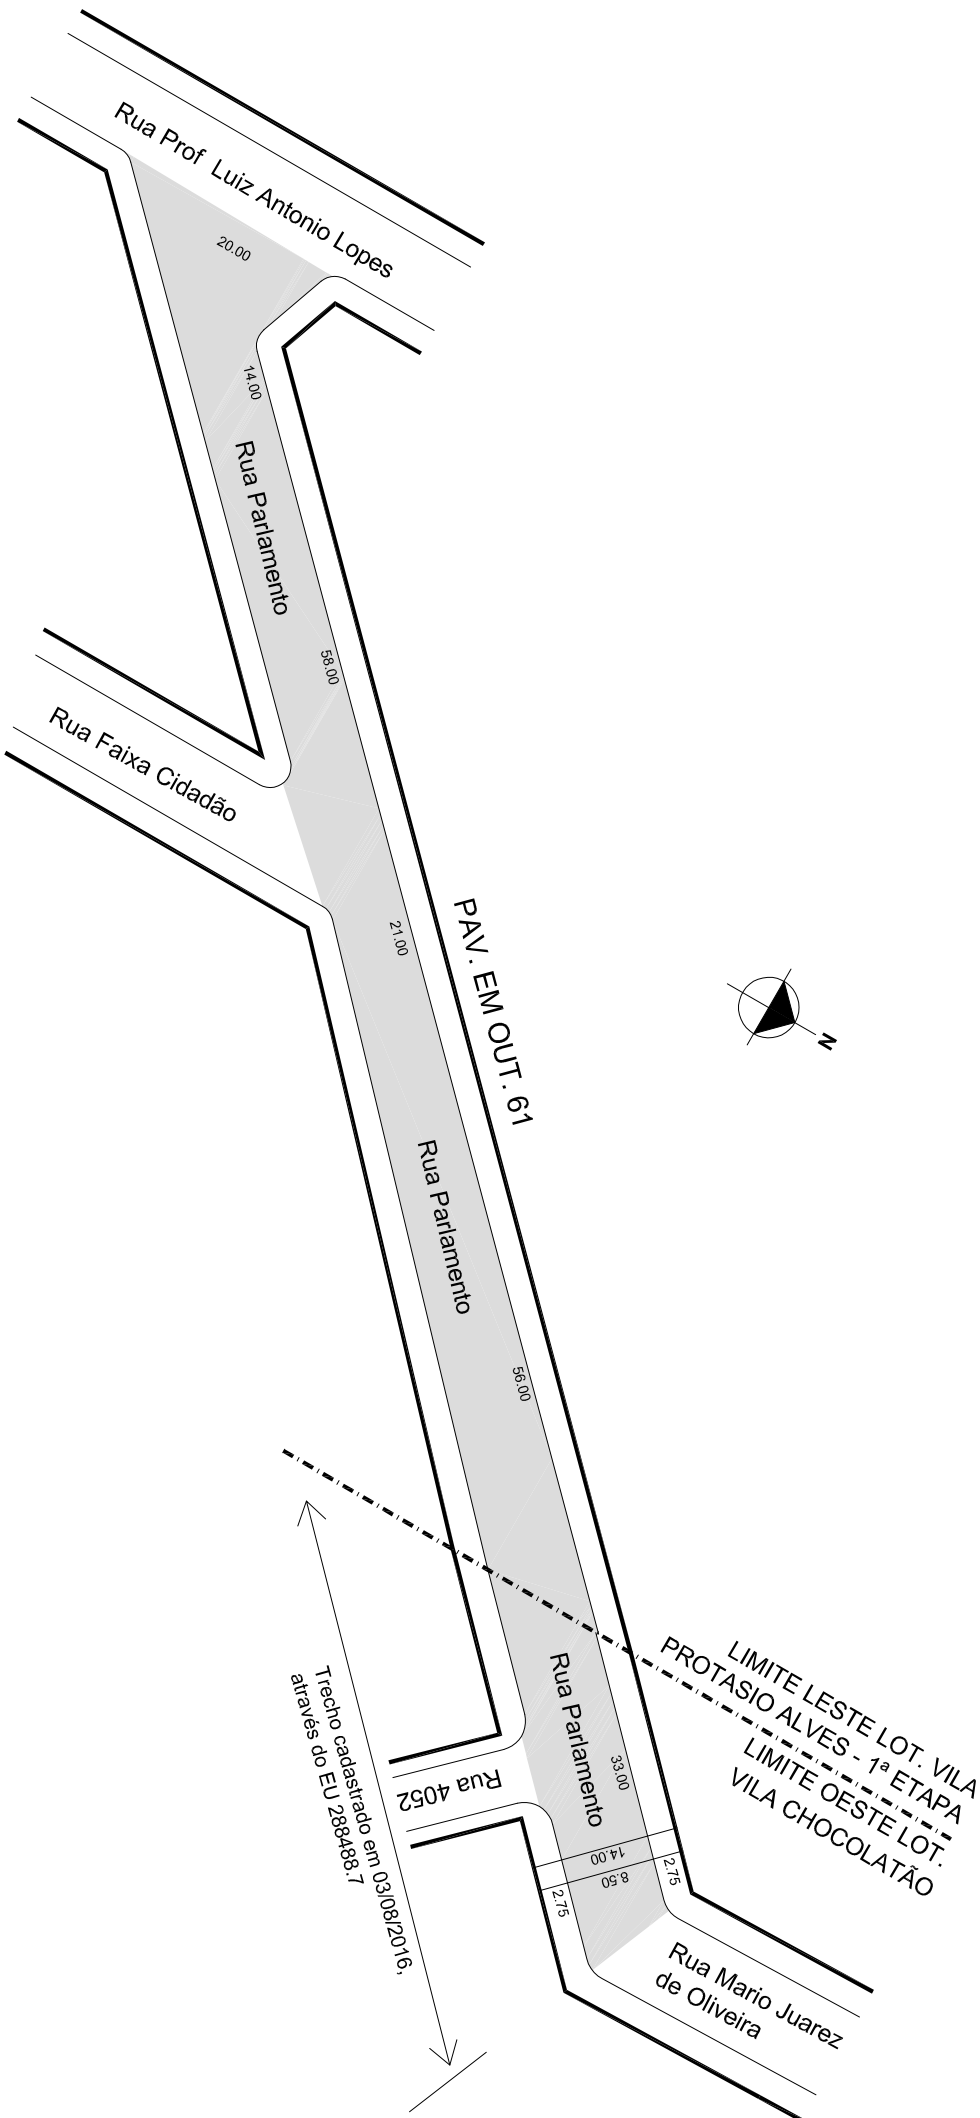 Rua Prof Luiz Antonio Lopes
20.00
14.00
Rua Parlamento
58.00
Rua Faixa Cidadão
21.00
PAV. EM OUT. 61
N
Rua Parlamento
56.00
LIMITE LESTE LOT. VILA
PROTASIO ALVES - 1ª ETAPA
LIMITE OESTE LOT.
VILA CHOCOLATÃO
Rua Parlamento
33.00
Trecho cadastrado em 03/08/2016,
através do EU 288488.7
Rua 4052
14.00
8.50
2.75
2.75
Rua Mario Juarez
de Oliveira